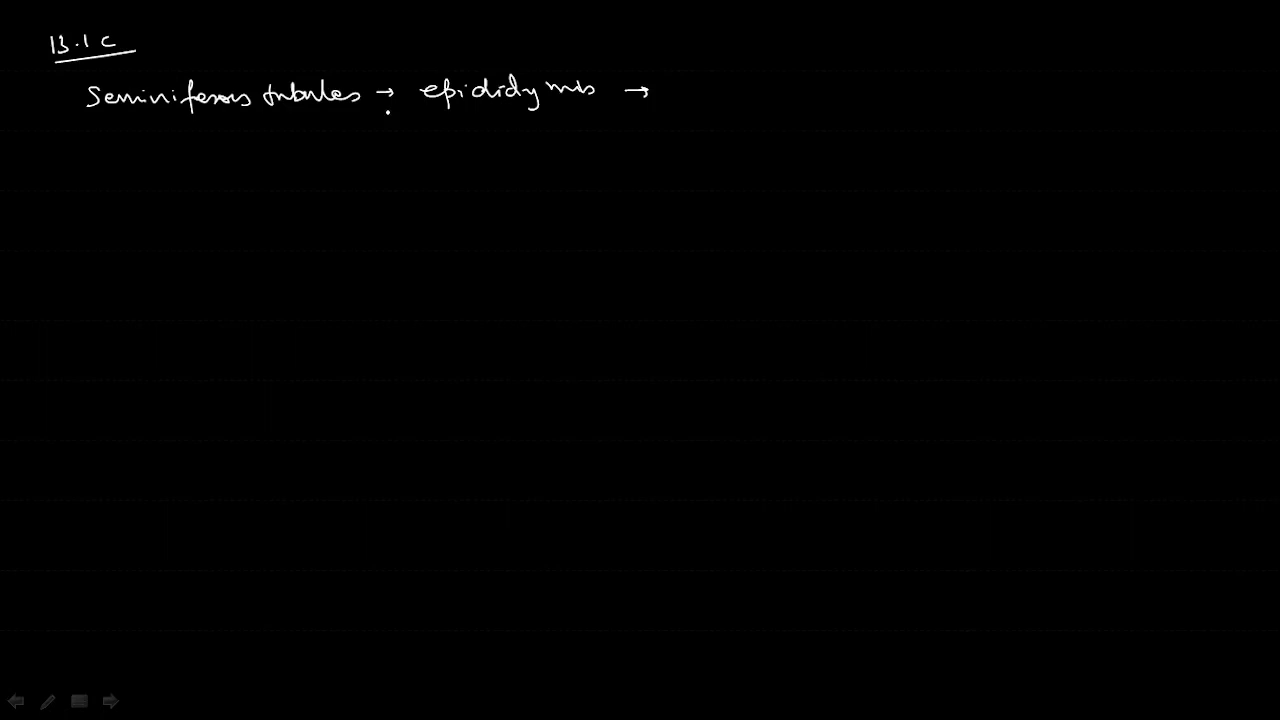 13.1 c
Seminiferous tubules → epididymis →